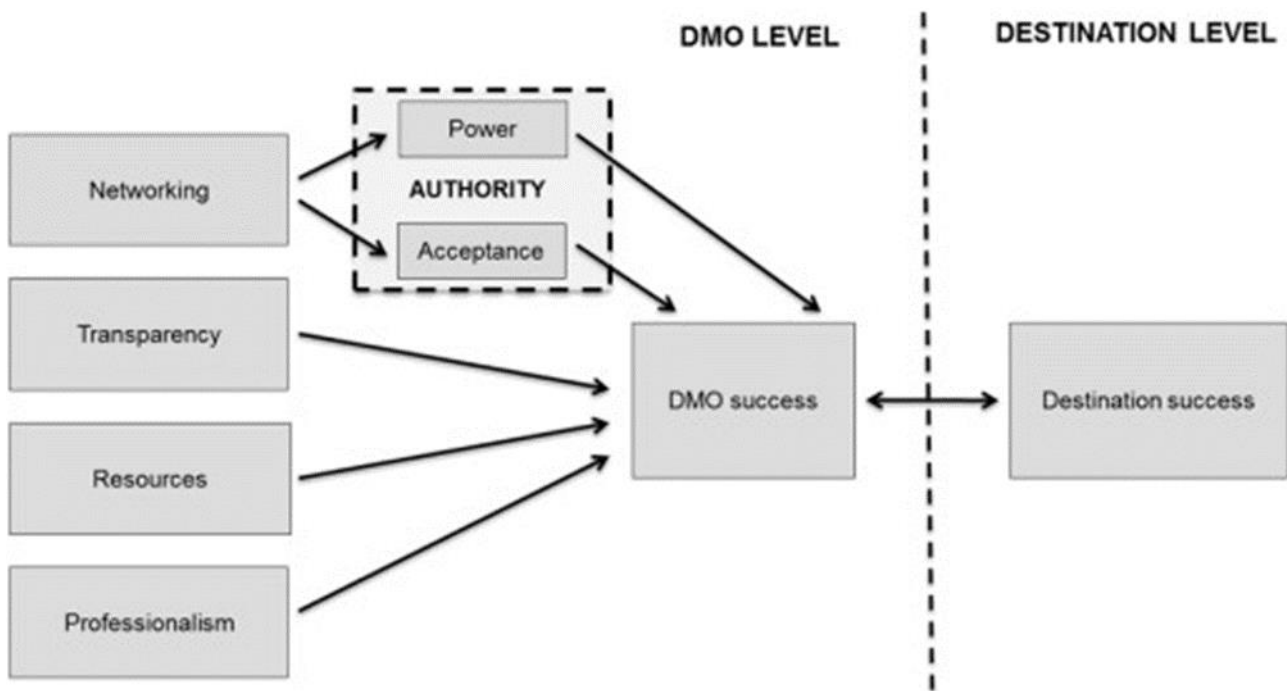 DMO LEVEL
DESTINATION LEVEL
Power
Networking
AUTHORITY
Acceptance
Transparency
DMO success
Destination success
Resources
Professionalism